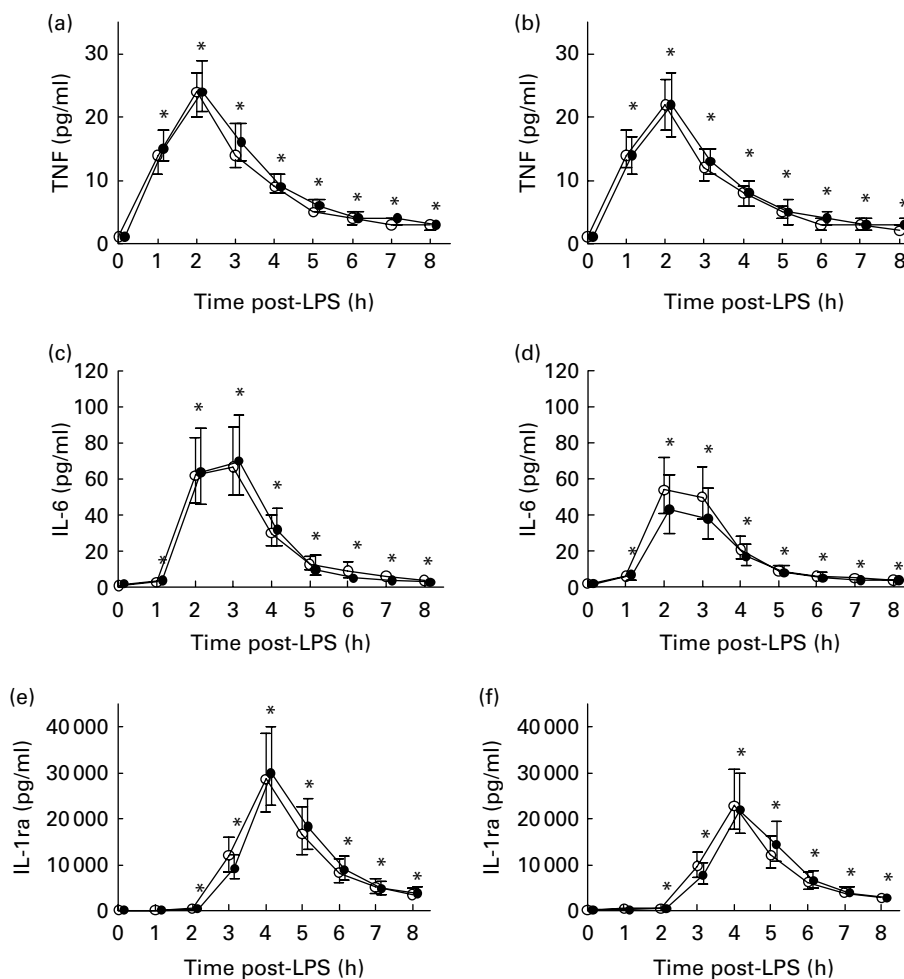 (a)
30
20
10
0
TNF (pg/ml)
* * * * * * * *
0 1 2 3 4 5 6 7 8
Time post-LPS (h)
(b)
30
20
10
0
TNF (pg/ml)
* * * * * * * *
0 1 2 3 4 5 6 7 8
Time post-LPS (h)
(c)
120
100
80
60
40
20
0
IL-6 (pg/ml)
* * * * * * * *
0 1 2 3 4 5 6 7 8
Time post-LPS (h)
(d)
120
100
80
60
40
20
0
IL-6 (pg/ml)
* * * * * * * *
0 1 2 3 4 5 6 7 8
Time post-LPS (h)
(e)
40 000
30 000
20 000
10 000
0
IL-1ra (pg/ml)
* * * * * * *
0 1 2 3 4 5 6 7 8
Time post-LPS (h)
(f)
40 000
30 000
20 000
10 000
0
IL-1ra (pg/ml)
* * * * * * *
0 1 2 3 4 5 6 7 8
Time post-LPS (h)